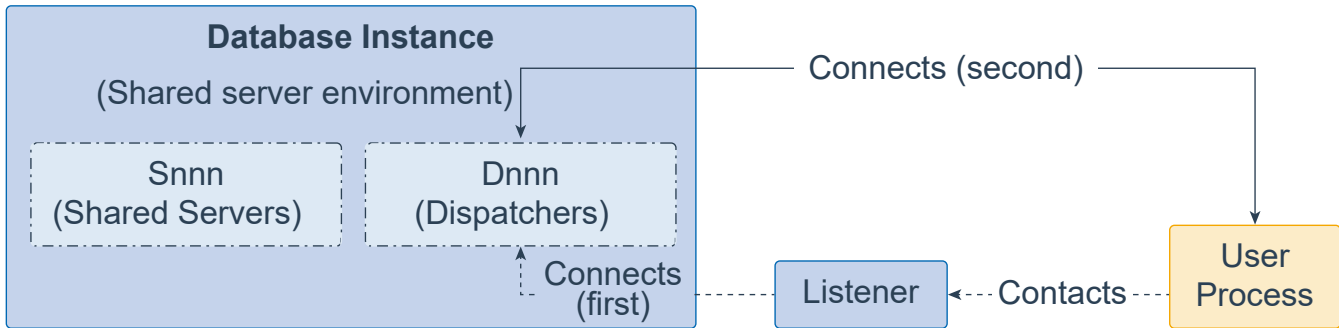 Database Instance
(Shared server environment)
Connects (second)
Snnn
(Shared Servers)
Dnnn
(Dispatchers)
Connects
(first)
Listener
Contacts
User
Process